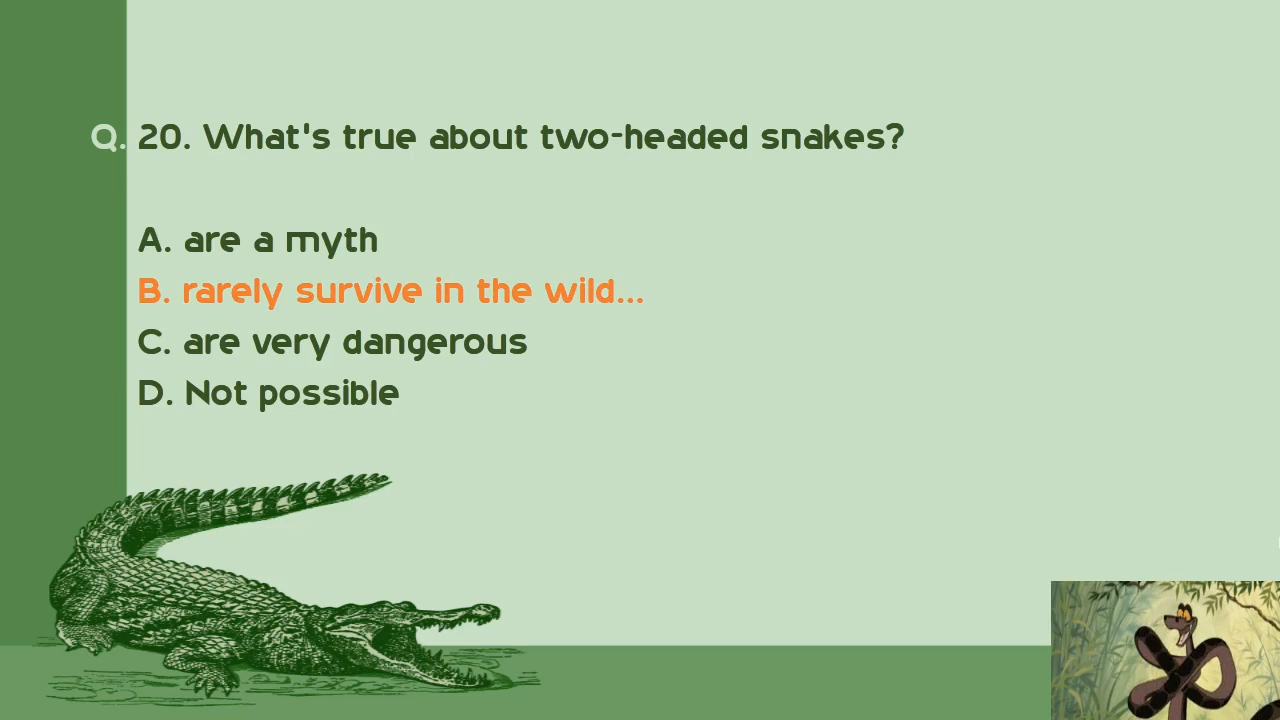 Q. 20. What's true about two-headed snakes?
A. are a myth
B. rarely survive in the wild...
C. are very dangerous
D. Not possible